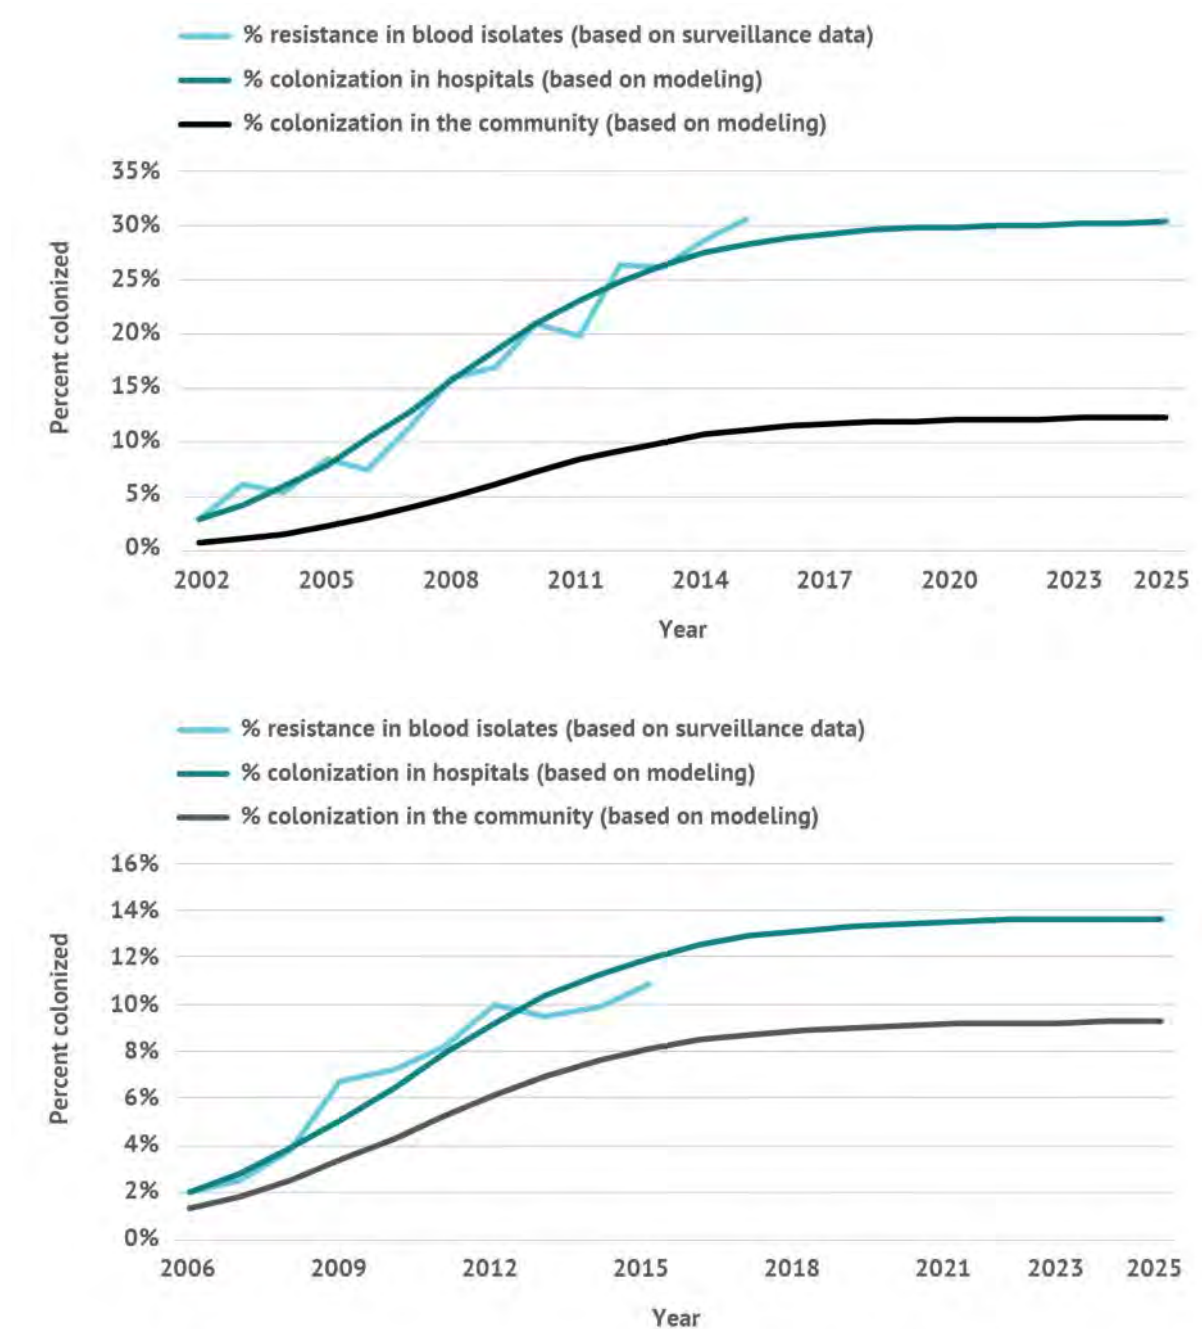 % resistance in blood isolates (based on surveillance data)
% colonization in hospitals (based on modeling)
% colonization in the community (based on modeling)
35%
30%
25%
20%
15%
10%
5%
0%
Percent colonized
2002 2005 2008 2011 2014 2017 2020 2023 2025
Year
% resistance in blood isolates (based on surveillance data)
% colonization in hospitals (based on modeling)
% colonization in the community (based on modeling)
16%
14%
12%
10%
8%
6%
4%
2%
0%
Percent colonized
2006 2009 2012 2015 2018 2021 2023 2025
Year